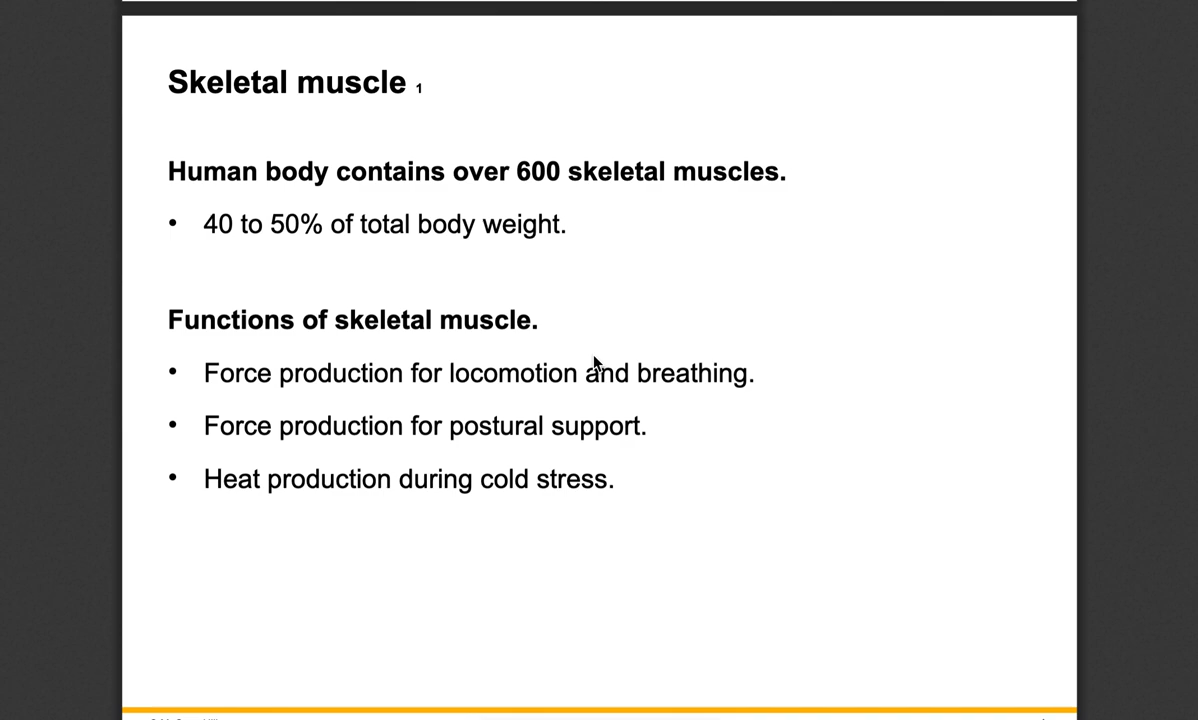 Skeletal muscle 1
Human body contains over 600 skeletal muscles.
• 40 to 50% of total body weight.
Functions of skeletal muscle.
• Force production for locomotion and breathing.
• Force production for postural support.
• Heat production during cold stress.